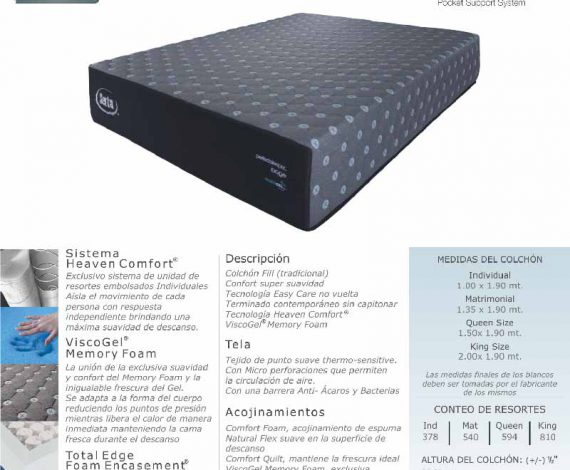 Pocket Support System
Serta
perfectsleeper.
Sistema
Heaven Comfort®
Exclusivo sistema de unidad de
resortes embolsados Individuales
Aisla el movimiento de cada
persona con respuesta
independiente brindando una
máxima suavidad de descanso.
ViscoGel®
Memory Foam
La unión de la exclusiva suavidad
y confort del Memory Foam y la
inigualable frescura del Gel.
Se adapta a la forma del cuerpo
reduciendo los puntos de presión
mientras libera el calor de manera
inmediata manteniendo la cama
fresca durante el descanso
Total Edge
Foam Encasement®
Descripción
Colchón Fill (tradicional)
Confort super suavidad
Tecnología Easy Care no vuelta
Terminado contemporáneo sin capitonar
Tecnología Heaven Comfort®
ViscoGel® Memory Foam
Tela
Tejido de punto suave thermo-sensitive.
Con Micro perforaciones que permiten
la circulación de aire.
Con una barrera Anti- Ácaros y Bacterias
Acojinamientos
Comfort Foam, acojinamiento de espuma
Natural Flex suave en la superficie de
descanso
Comfort Quilt, mantiene la frescura ideal
ViscoGel Memory Foam, exclusiva
MEDIDAS DEL COLCHÓN
Individual
1.00 x 1.90 mt.
Matrimonial
1.35 x 1.90 mt.
Queen Size
1.50x 1.90 mt.
King Size
2.00x 1.90 mt.
Las medidas finales de los blancos
deben ser tomadas por el fabricante
de los mismos
CONTEO DE RESORTES
Ind Mat Queen King
378 540 594 810
ALTURA DEL COLCHÓN: (+/-) ½"